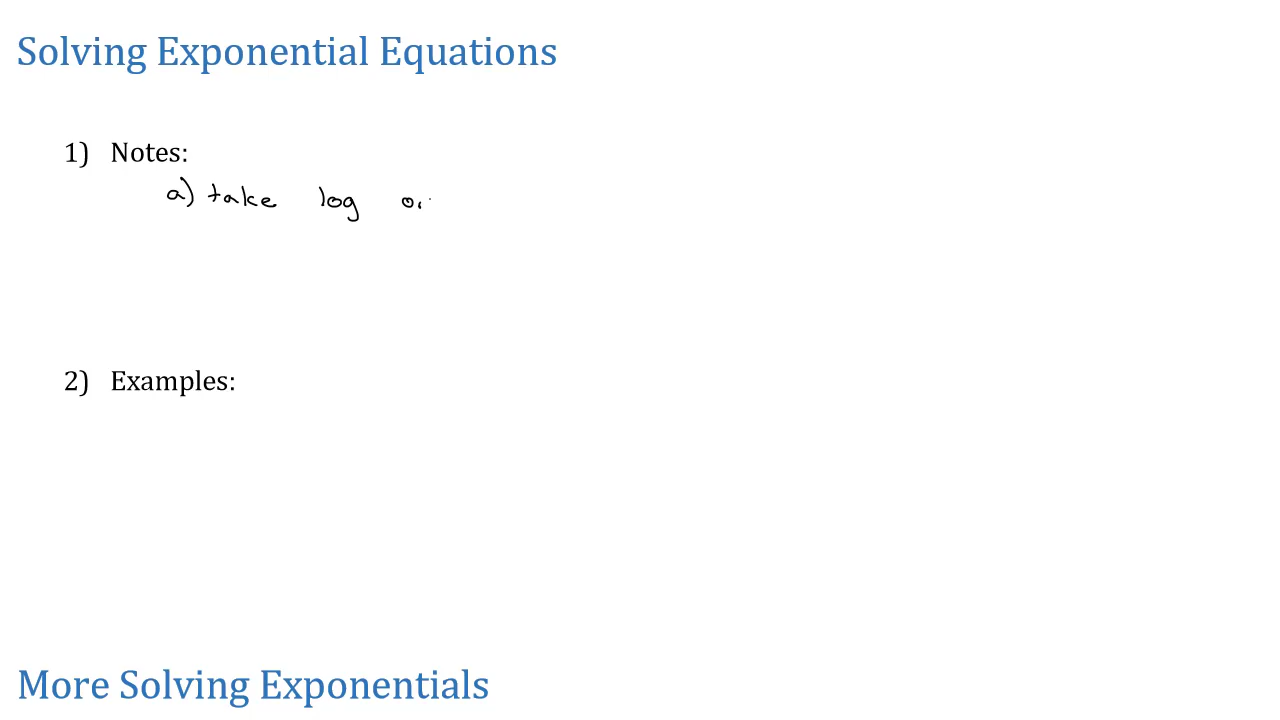 Solving Exponential Equations
1) Notes:
a) take log
2) Examples:
More Solving Exponentials